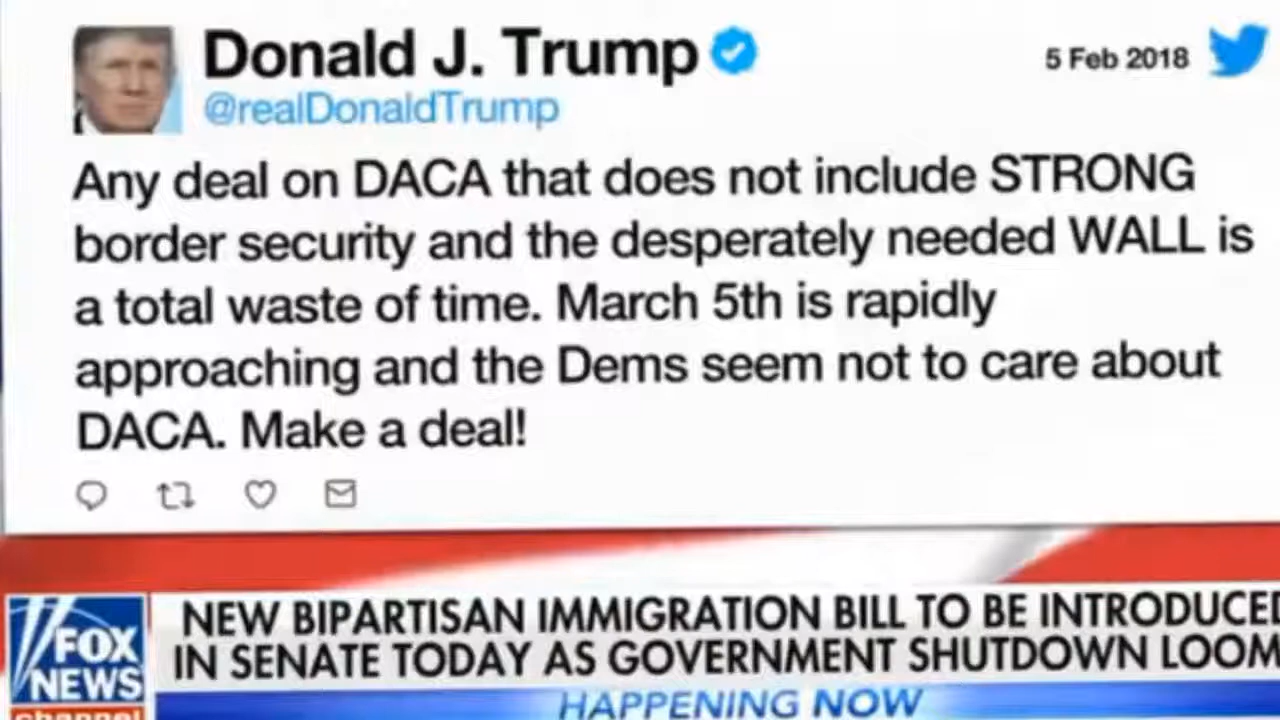 Donald J. Trump
5 Feb 2018
@realDonaldTrump
Any deal on DACA that does not include STRONG
border security and the desperately needed WALL is
a total waste of time. March 5th is rapidly
approaching and the Dems seem not to care about
DACA. Make a deal!
NEW BIPARTISAN IMMIGRATION BILL TO BE INTRODUCED
IN SENATE TODAY AS GOVERNMENT SHUTDOWN LOOM
HAPPENING NOW
FOX
NEWS
channel